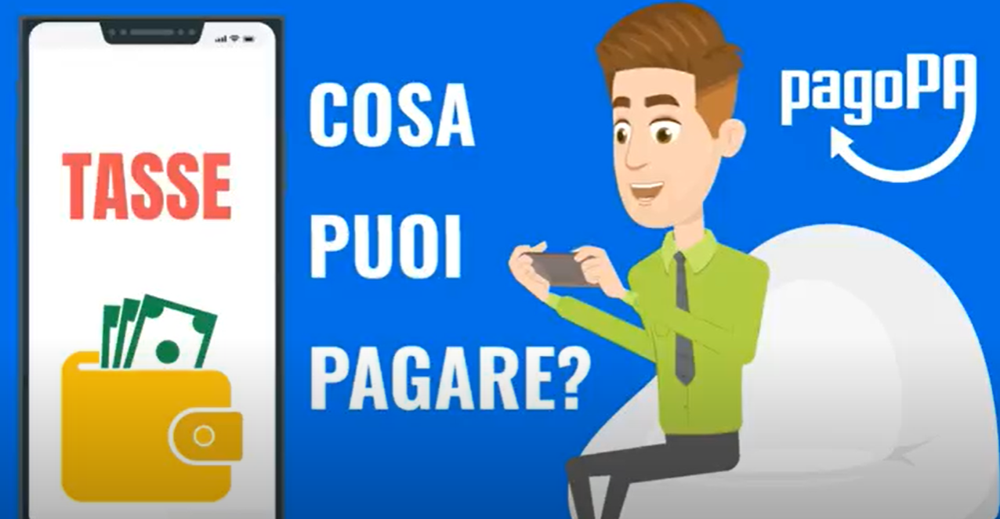 TASSE
COSA
PUOI
PAGARE?
pagoPA